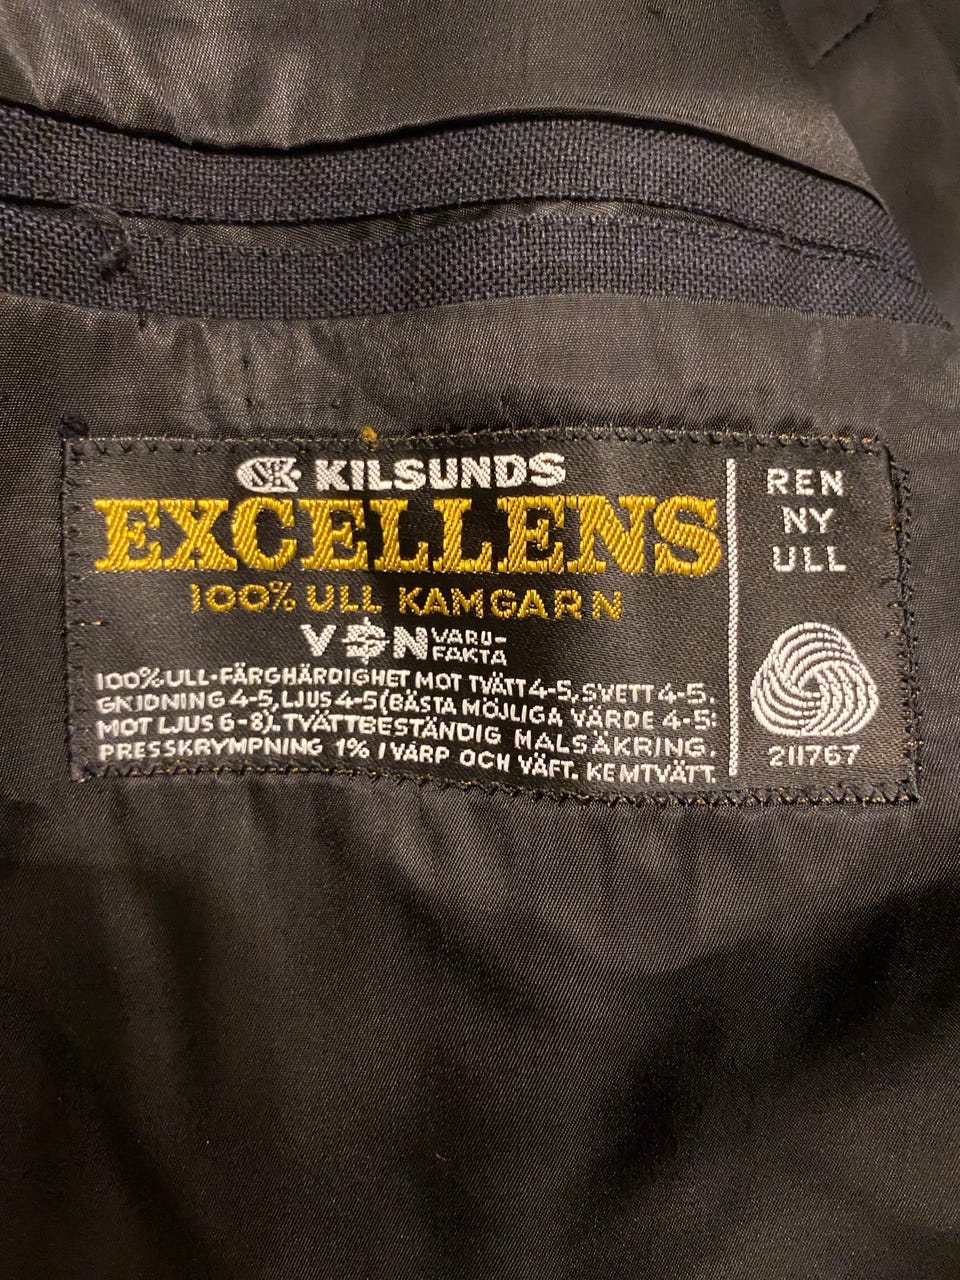 KILSUNDS
EXCELLENS
100% ULL KAMGARN
VDN VARU-
FAKTA
100% ULL·FÄRGHÄRDIGHET MOT TVÄTT 4-5, SVETT 4-5.
GNIDNING 4-5, LJUS 4-5 (BÄSTA MÖJLIGA VÄRDE 4-5:
MOT LJUS 6-8). TVÄTTBESTÄNDIG MALSÄKRING.
PRESSKRYMPNING 1% I VARP OCH VÄFT. KEMTVÄTT.
REN
NY
ULL
211767